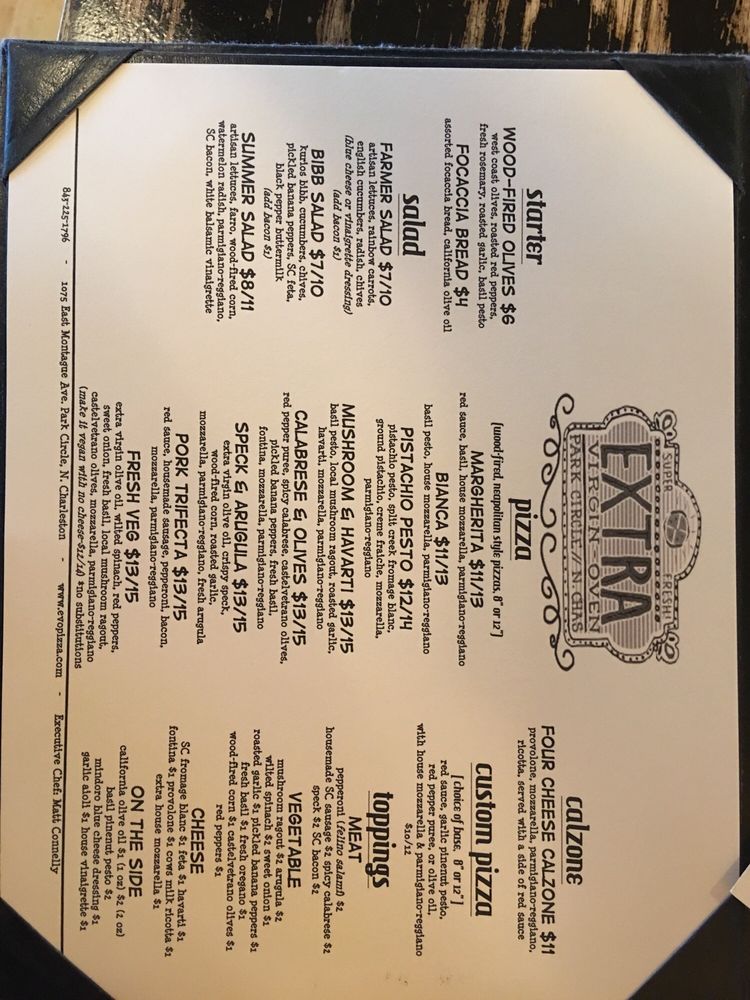 starter
WOOD-FIRED OLIVES $6
west coast olives, roasted red peppers,
fresh rosemary, roasted garlic, basil pesto
FOCACCIA BREAD $4
assorted focaccia bread, california olive oil
salad
FARMER SALAD $7/10
artisan lettuces, rainbow carrots,
english cucumbers, radish, chives
(blue cheese or vinaigrette dressing)
(add bacon $1)
BIBB SALAD $7/10
kurios bibb, cucumbers, chives,
pickled banana peppers, SC feta,
black pepper buttermilk
(add bacon $1)
SUMMER SALAD $8/11
artisan lettuces, farro, wood-fired corn,
watermelon radish, parmigiano-reggiano,
SC bacon, white balsamic vinaigrette
SUPER FRESH!
EXTRA
VIRGIN OVEN
PARK CIRCLE // N. CHAS
pizza
[wood-fired, neapolitan style pizzas, 8" or 12"]
MARGHERITA $11/13
red sauce, basil, house mozzarella, parmigiano-reggiano
BIANCA $11/13
basil pesto, house mozzarella, parmigiano-reggiano
PISTACHIO PESTO $12/14
pistachio pesto, split creek fromage blanc,
ground pistachio, creme fraiche, mozzarella,
parmigiano-reggiano
MUSHROOM & HAVARTI $13/15
basil pesto, local mushroom ragout, roasted garlic,
havarti, mozzarella, parmigiano-reggiano
CALABRESE & OLIVES $13/15
red pepper puree, spicy calabrese, castelvetrano olives,
pickled banana peppers, fresh basil,
fontina, mozzarella, parmigiano-reggiano
SPECK & ARUGULA $13/15
extra virgin olive oil, crispy speck,
wood-fired corn, roasted garlic,
mozzarella, parmigiano-reggiano, fresh arugula
PORK TRIFECTA $13/15
red sauce, housemade sausage, pepperoni, bacon,
mozzarella, parmigiano-reggiano
FRESH VEG $13/15
extra virgin olive oil, wilted spinach, red peppers,
sweet onion, fresh basil, local mushroom ragout,
castelvetrano olives, mozzarella, parmigiano-reggiano
(make it vegan with no cheese-$12/14) *no substitutions
calzone
FOUR CHEESE CALZONE $11
provolone, mozzarella, parmigiano-reggiano,
ricotta, served with a side of red sauce
custom pizza
[choice of base, 8" or 12"]
red sauce, garlic pinenut pesto,
red pepper puree, or olive oil,
with house mozzarella & parmigiano-reggiano
$10/12
toppings
MEAT
pepperoni (felino salami) $2
housemade SC sausage $2 spicy calabrese $2
speck $2 SC bacon $2
VEGETABLE
mushroom ragout $2 arugula $2
wilted spinach $2 sweet onion $1
roasted garlic $1 pickled banana peppers $1
fresh basil $1 fresh oregano $1
wood-fired corn $1 castelvetrano olives $1
red peppers $1
CHEESE
SC fromage blanc $1 feta $1 havarti $1
fontina $1 provolone $1 cows milk ricotta $1
extra house mozzarella $1
ON THE SIDE
california olive oil $1 (1 oz) $2 (2 oz)
basil pinenut pesto $2
mindoro blue cheese dressing $1
garlic aioli $1 house vinaigrette $1
843-225-1796 - 1075 East Montague Ave, Park Circle, N. Charleston - www.evopizza.com - Executive Chef: Matt Connelly